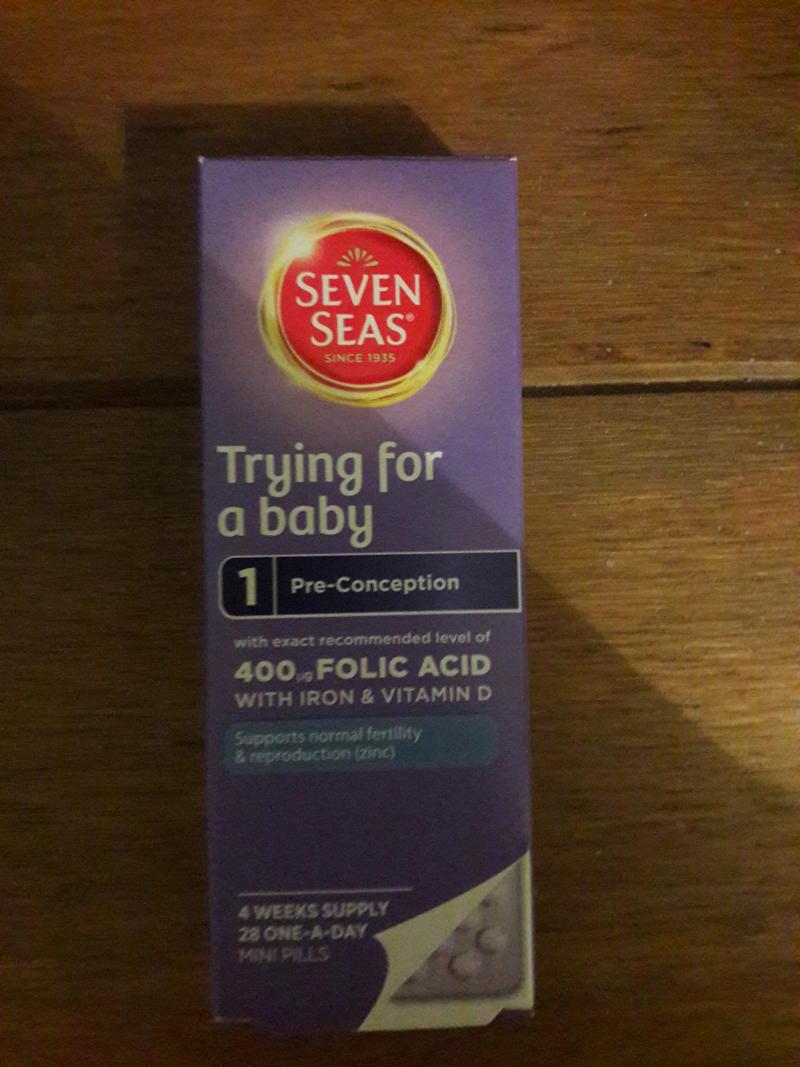 SEVEN
SEAS®
SINCE 1935
Trying for
a baby
1 Pre-Conception
with exact recommended level of
400µg FOLIC ACID
WITH IRON & VITAMIN D
Supports normal fertility
& reproduction (zinc)
4 WEEKS SUPPLY
28 ONE-A-DAY
MINI PILLS